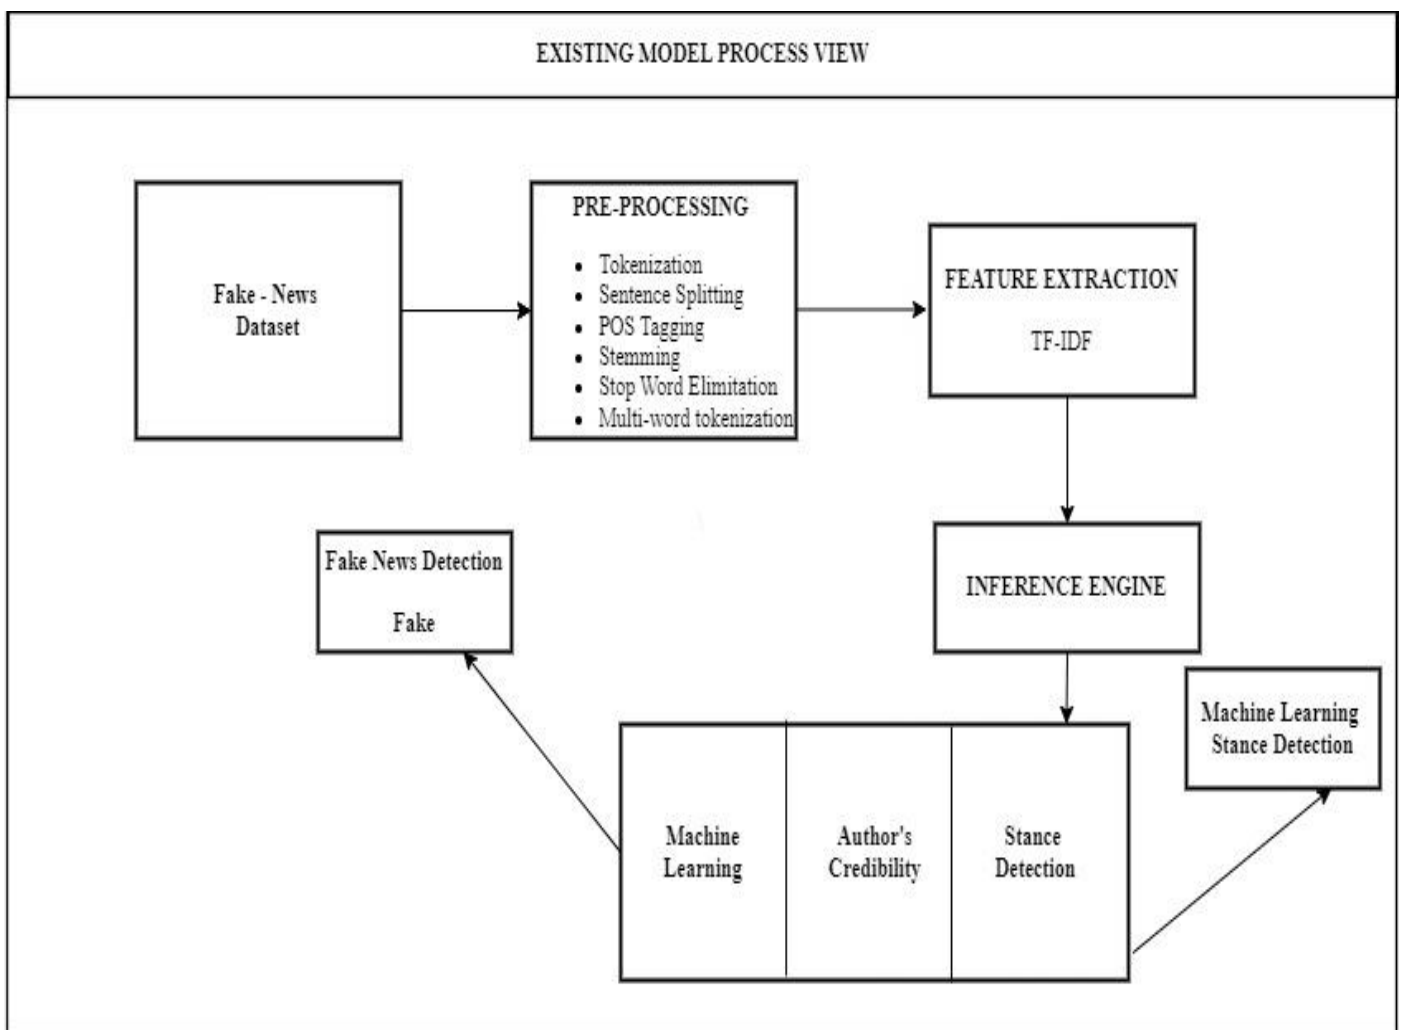 EXISTING MODEL PROCESS VIEW
Fake - News
Dataset
PRE-PROCESSING
• Tokenization
• Sentence Splitting
• POS Tagging
• Stemming
• Stop Word Elimitation
• Multi-word tokenization
FEATURE EXTRACTION
TF-IDF
INFERENCE ENGINE
Fake News Detection
Fake
Machine
Learning
Author's
Credibility
Stance
Detection
Machine Learning
Stance Detection